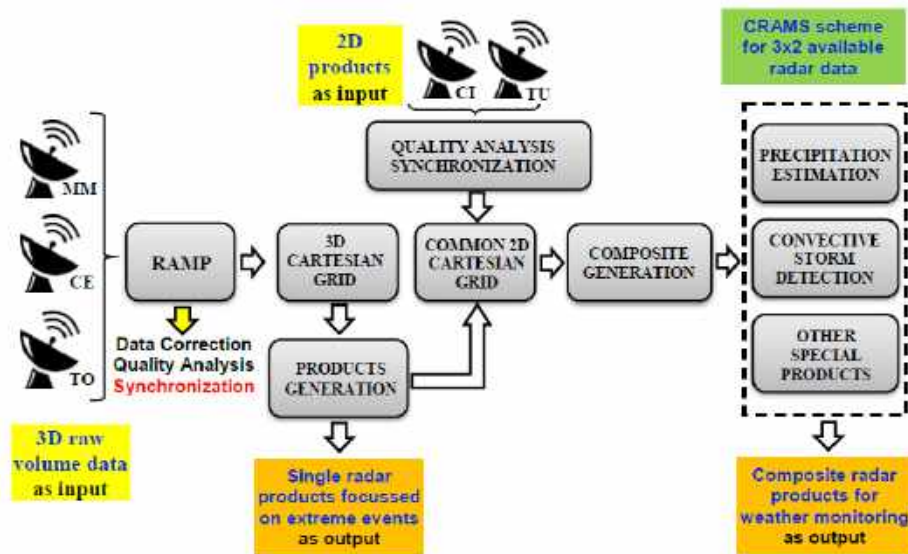 2D
products
as input
CI
TU
CRAMS scheme
for 3x2 available
radar data
QUALITY ANALYSIS
SYNCHRONIZATION
MM
CE
TO
RAMP
3D
CARTESIAN
GRID
COMMON 2D
CARTESIAN
GRID
COMPOSITE
GENERATION
PRECIPITATION
ESTIMATION
CONVECTIVE
STORM
DETECTION
OTHER
SPECIAL
PRODUCTS
Data Correction
Quality Analysis
Synchronization
PRODUCTS
GENERATION
3D raw
volume data
as input
Single radar
products focussed
on extreme events
as output
Composite radar
products for
weather monitoring
as output